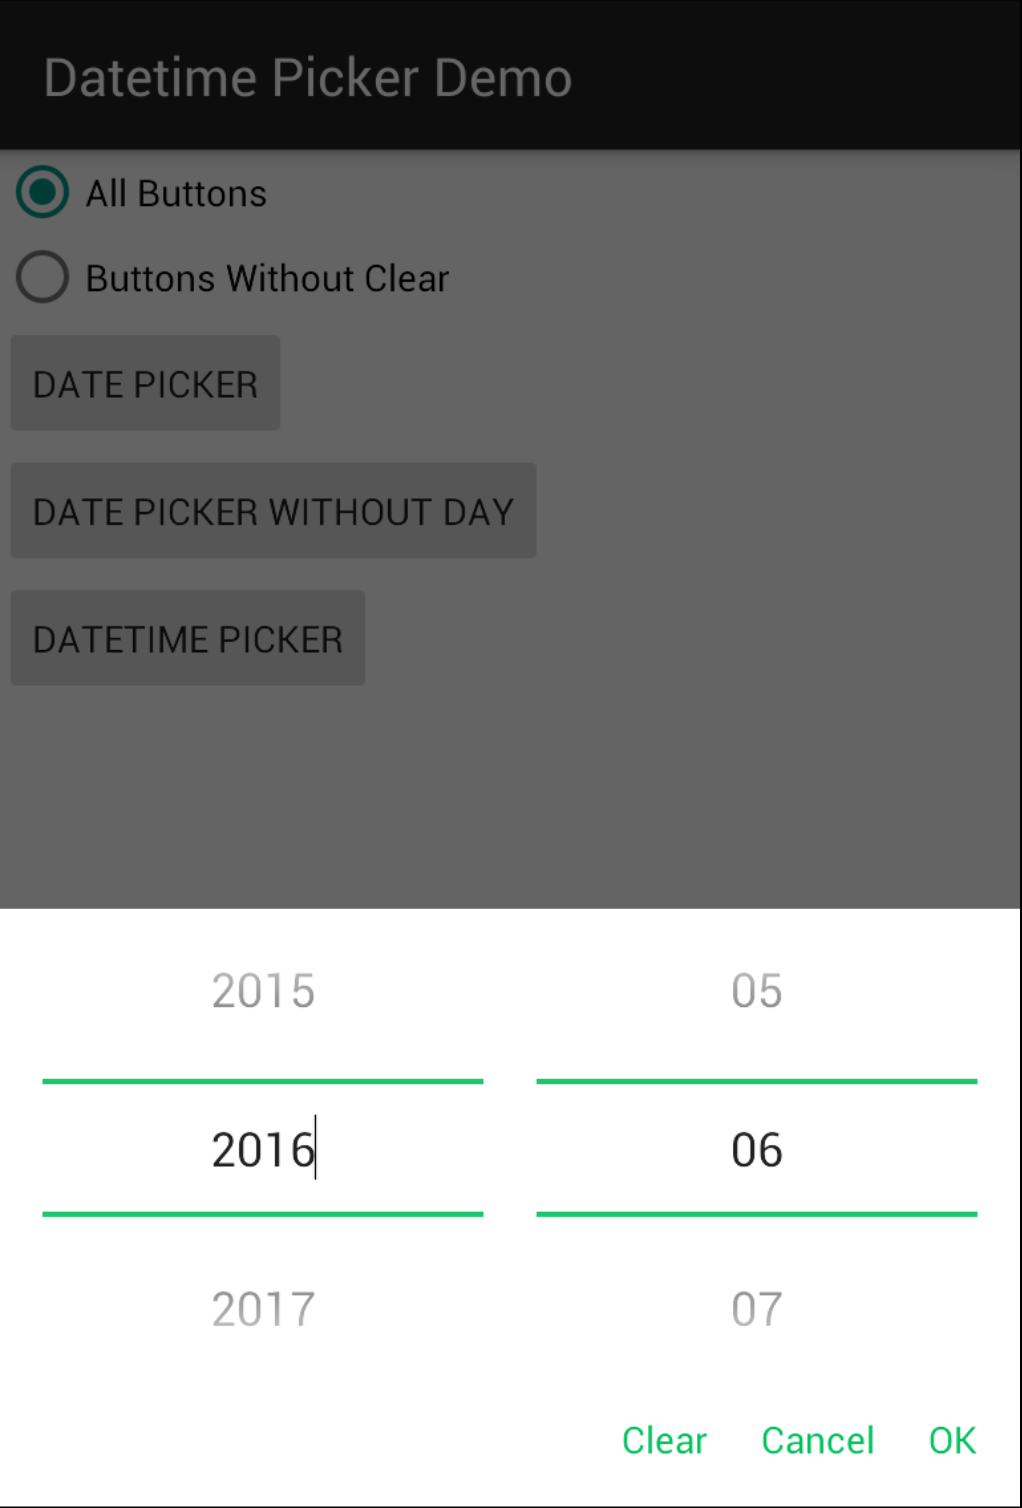 Datetime Picker Demo
All Buttons
Buttons Without Clear
DATE PICKER
DATE PICKER WITHOUT DAY
DATETIME PICKER
2015 05
2016 06
2017 07
Clear Cancel OK